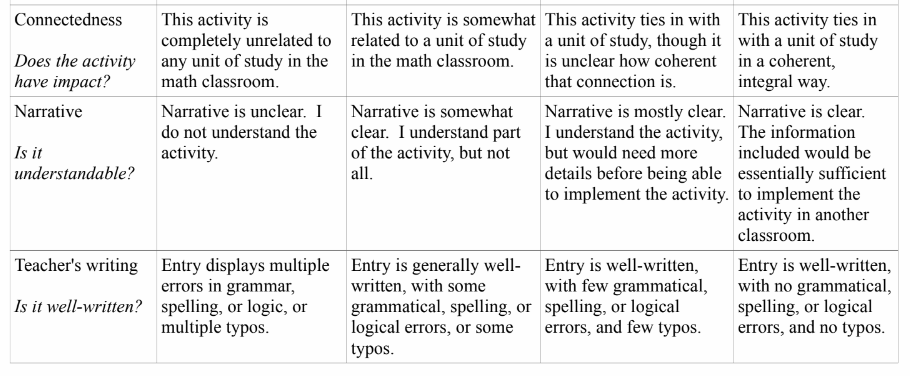 Connectedness
Does the activity
have impact?
This activity is
completely unrelated to
any unit of study in the
math classroom.
This activity is somewhat
related to a unit of study
in the math classroom.
This activity ties in with
a unit of study, though it
is unclear how coherent
that connection is.
This activity ties in
with a unit of study
in a coherent,
integral way.
Narrative
Is it
understandable?
Narrative is unclear.  I
do not understand the
activity.
Narrative is somewhat
clear.  I understand part
of the activity, but not
all.
Narrative is mostly clear.
I understand the activity,
but would need more
details before being able
to implement the activity.
Narrative is clear.
The information
included would be
essentially sufficient
to implement the
activity in another
classroom.
Teacher's writing
Is it well-written?
Entry displays multiple
errors in grammar,
spelling, or logic, or
multiple typos.
Entry is generally well-
written, with some
grammatical, spelling, or
logical errors, or some
typos.
Entry is well-written,
with few grammatical,
spelling, or logical
errors, and few typos.
Entry is well-written,
with no grammatical,
spelling, or logical
errors, and no typos.